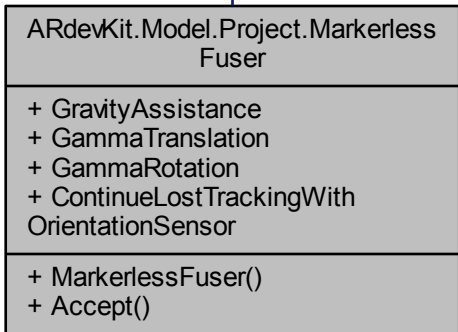 ARdevKit.Model.Project.Markerless
Fuser
+ GravityAssistance
+ GammaTranslation
+ GammaRotation
+ ContinueLostTrackingWith
OrientationSensor
+ MarkerlessFuser()
+ Accept()